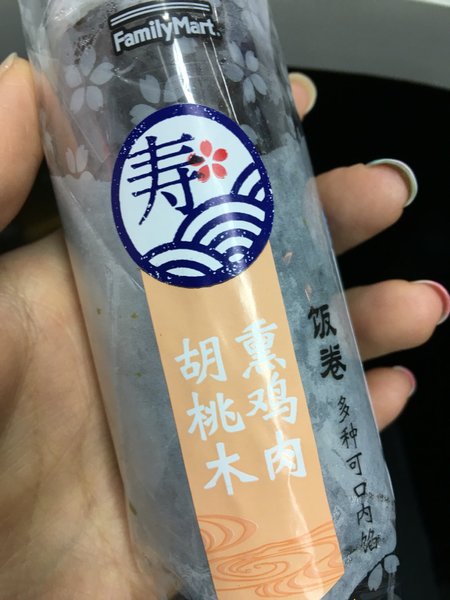 FamilyMart
寿
胡桃木
熏鸡肉
饭卷
多种可口内馅